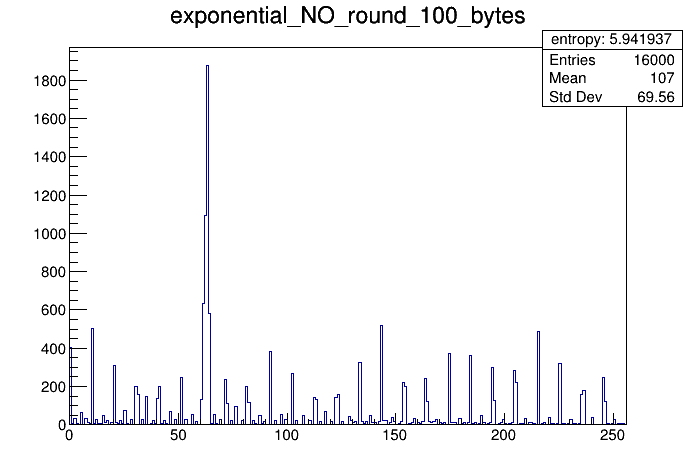 exponential_NO_round_100_bytes
entropy: 5.941937
Entries 16000
Mean 107
Std Dev 69.56
1800
1600
1400
1200
1000
800
600
400
200
0
0 50 100 150 200 250